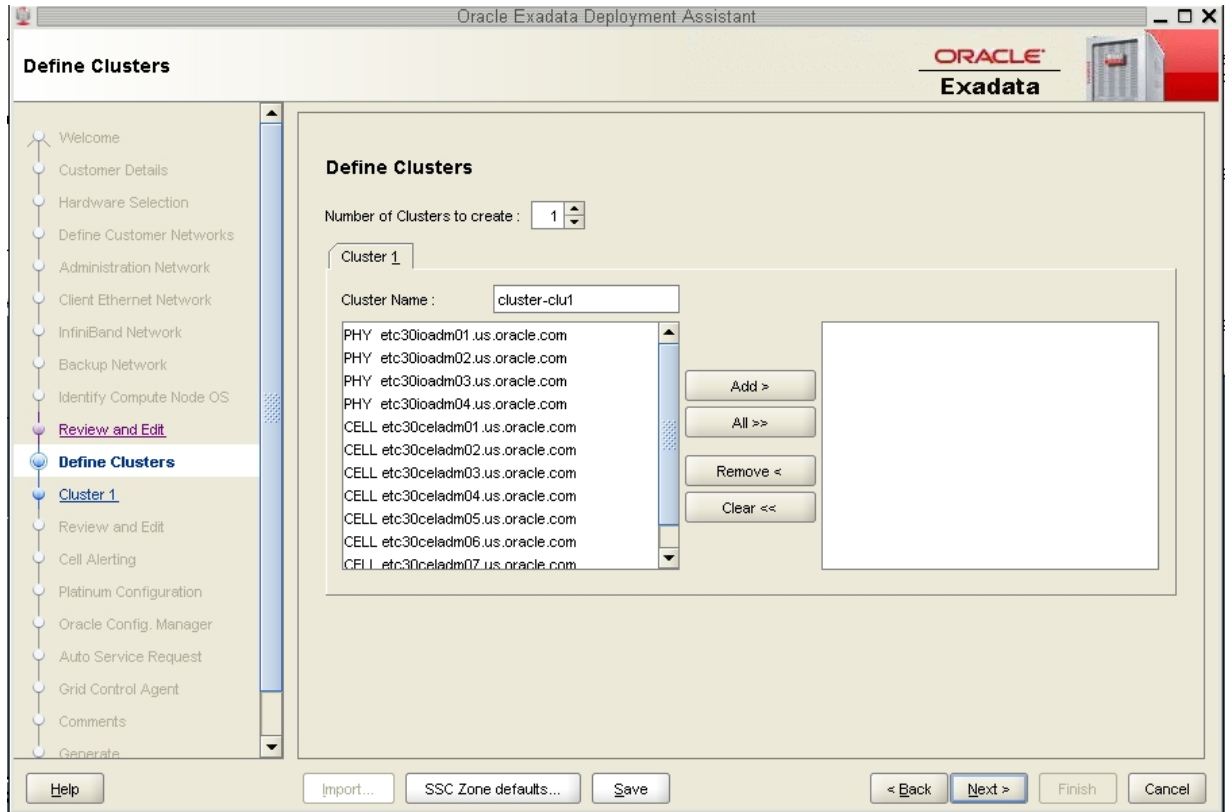 Oracle Exadata Deployment Assistant
Define Clusters
ORACLE
Exadata
Welcome
Customer Details
Hardware Selection
Define Customer Networks
Administration Network
Client Ethernet Network
InfiniBand Network
Backup Network
Identify Compute Node OS
Review and Edit
Define Clusters
Cluster 1
Review and Edit
Cell Alerting
Platinum Configuration
Oracle Config. Manager
Auto Service Request
Grid Control Agent
Comments
Generate
Define Clusters
Number of Clusters to create : 1
Cluster 1
Cluster Name : cluster-clu1
PHY etc30ioadm01.us.oracle.com
PHY etc30ioadm02.us.oracle.com
PHY etc30ioadm03.us.oracle.com
PHY etc30ioadm04.us.oracle.com
CELL etc30celadm01.us.oracle.com
CELL etc30celadm02.us.oracle.com
CELL etc30celadm03.us.oracle.com
CELL etc30celadm04.us.oracle.com
CELL etc30celadm05.us.oracle.com
CELL etc30celadm06.us.oracle.com
CELL etc30celadm07.us.oracle.com
Add >
All >>
Remove <
Clear <<
Help
Import...
SSC Zone defaults...
Save
< Back
Next >
Finish
Cancel